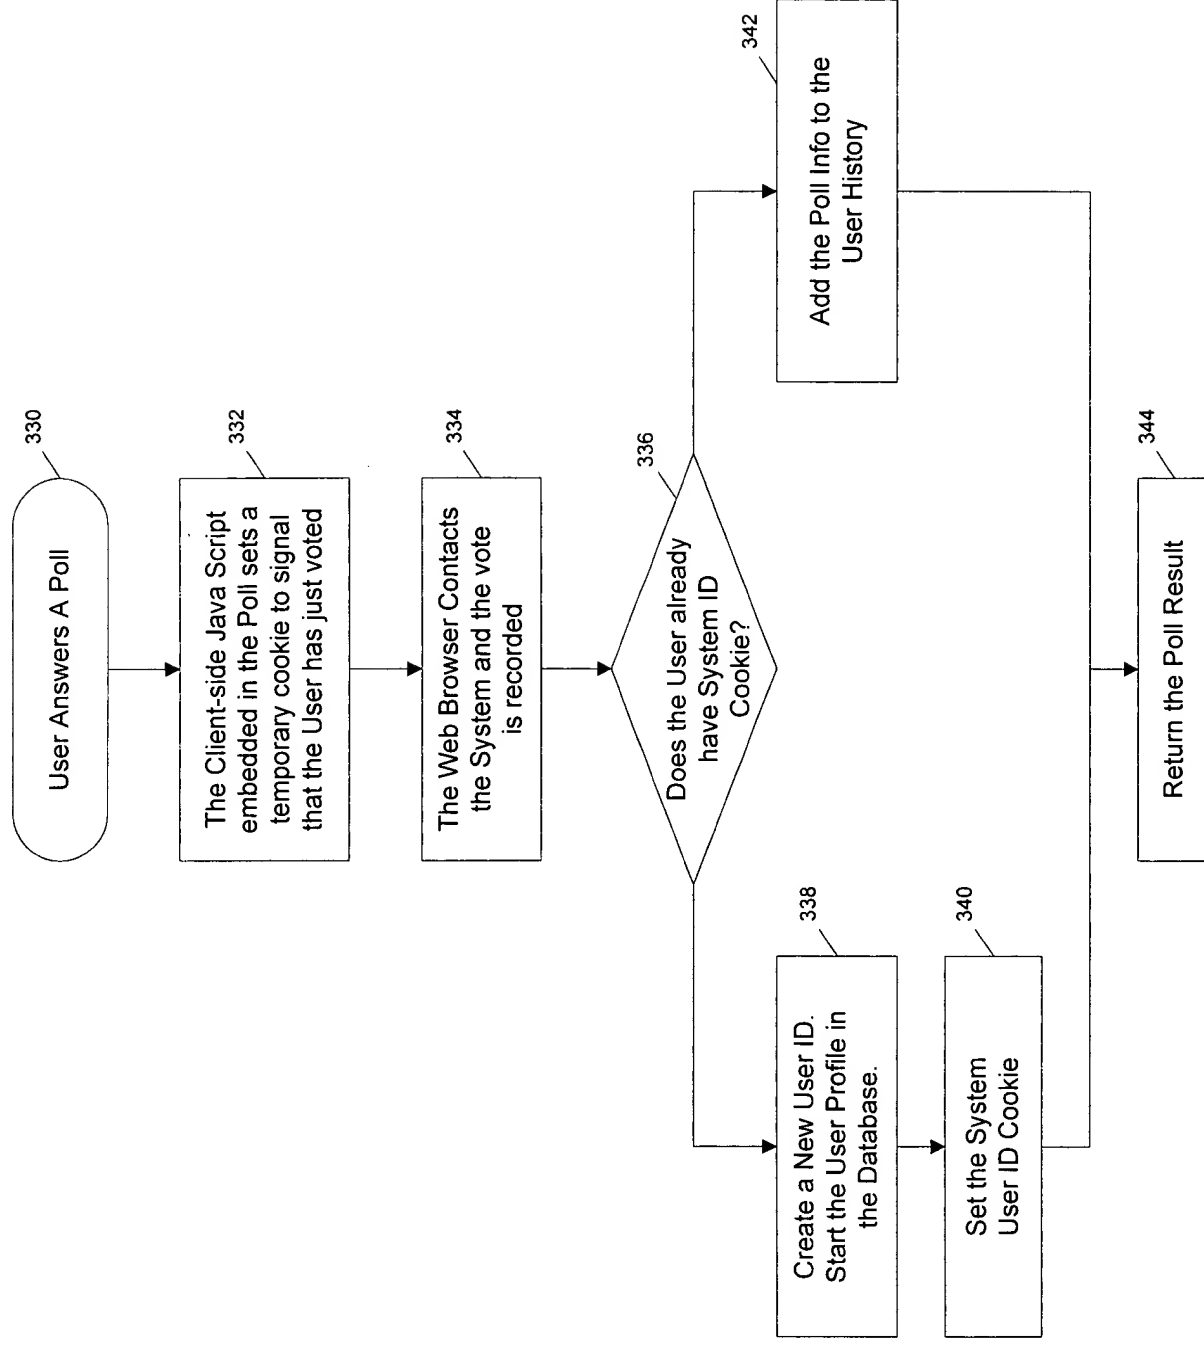 330
User Answers A Poll
332
The Client-side Java Script
embedded in the Poll sets a
temporary cookie to signal
that the User has just voted
334
The Web Browser Contacts
the System and the vote
is recorded
336
Does the User already
have System ID
Cookie?
338
Create a New User ID.
Start the User Profile in
the Database.
340
Set the System
User ID Cookie
342
Add the Poll Info to the
User History
344
Return the Poll Result